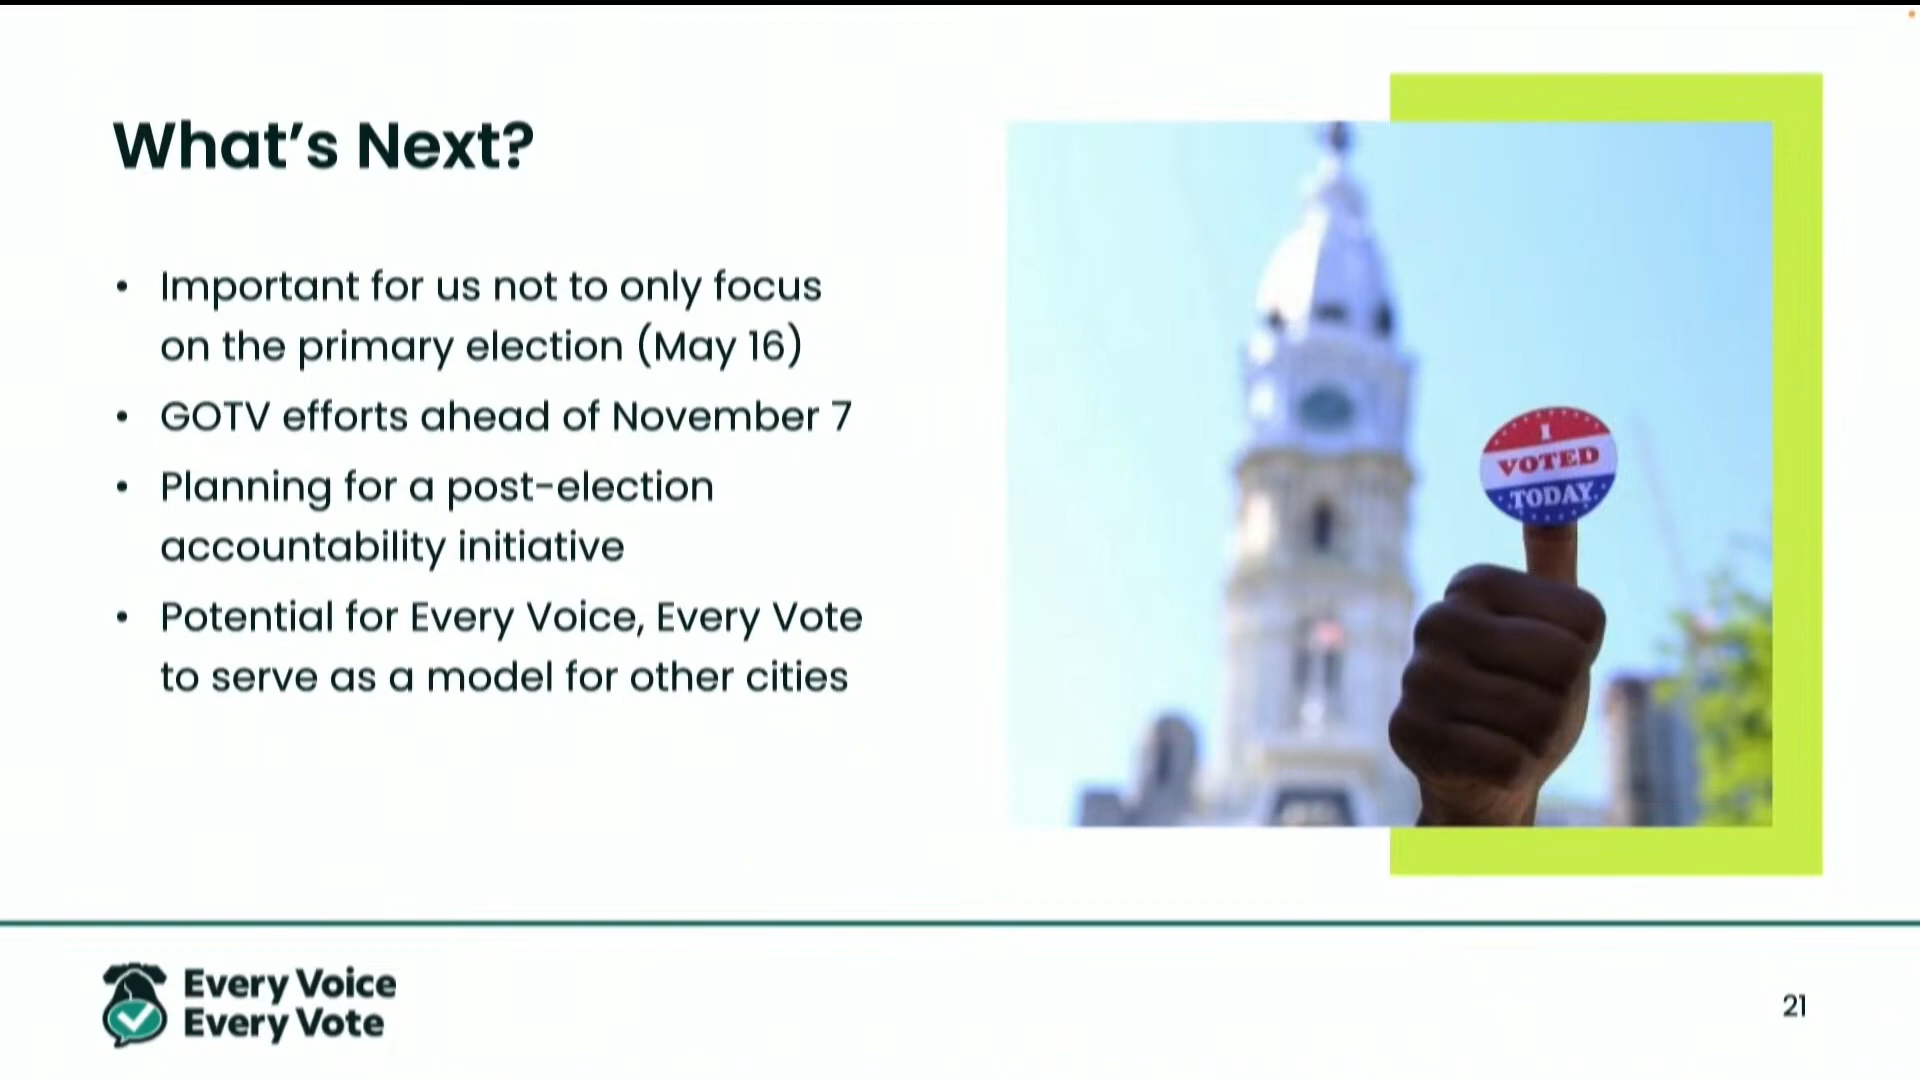 What’s Next?
• Important for us not to only focus
on the primary election (May 16)
• GOTV efforts ahead of November 7
• Planning for a post-election
accountability initiative
• Potential for Every Voice, Every Vote
to serve as a model for other cities
I
VOTED
TODAY
Every Voice
Every Vote
21